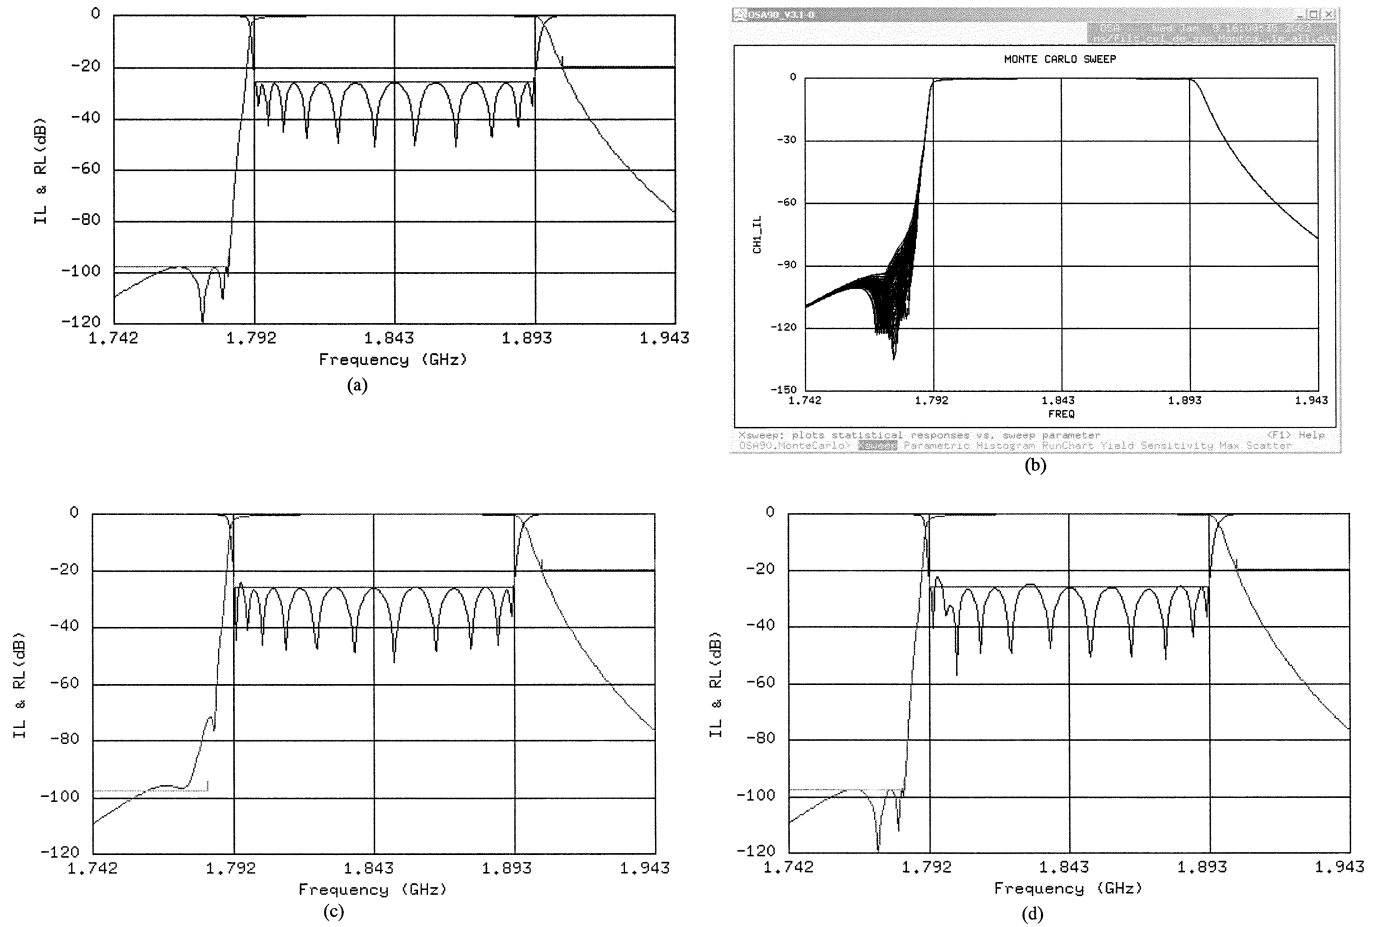 0
-20
-40
-60
-80
-100
-120
IL & RL(dB)
1.742 1.792 1.843 1.893 1.943
Frequency (GHz)
(a)
OSA90_V3.1-0
MONTE CARLO SWEEP
0
-30
-60
-90
-120
-150
CH1_IL
1.742 1.792 1.843 1.893 1.943
FREQ
Xsweep: plots statistical responses vs. sweep parameter <F1> Help
OSA90.MonteCarlo> Xsweep Parametric Histogram RunChart Yield Sensitivity Max Scatter
(b)
0
-20
-40
-60
-80
-100
-120
IL & RL(dB)
1.742 1.792 1.843 1.893 1.943
Frequency (GHz)
(c)
0
-20
-40
-60
-80
-100
-120
IL & RL(dB)
1.742 1.792 1.843 1.893 1.943
Frequency (GHz)
(d)